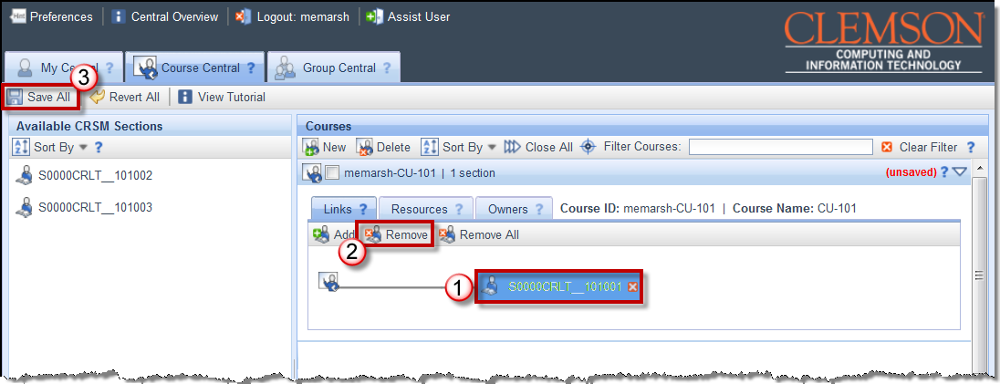 Preferences | Central Overview | Logout: memarsh | Assist User
CLEMSON
COMPUTING AND
INFORMATION TECHNOLOGY
My Ce l ? Course Central ? Group Central ?
3
Save All Revert All | View Tutorial
Available CRSM Sections
Sort By ?
S0000CRLT__101002
S0000CRLT__101003
Courses
New Delete Sort By Close All Filter Courses: Clear Filter ?
memarsh-CU-101 | 1 section (unsaved) ?
Links ? Resources ? Owners ? Course ID: memarsh-CU-101 | Course Name: CU-101
Add Remove Remove All
2
1 S0000CRLT__101001